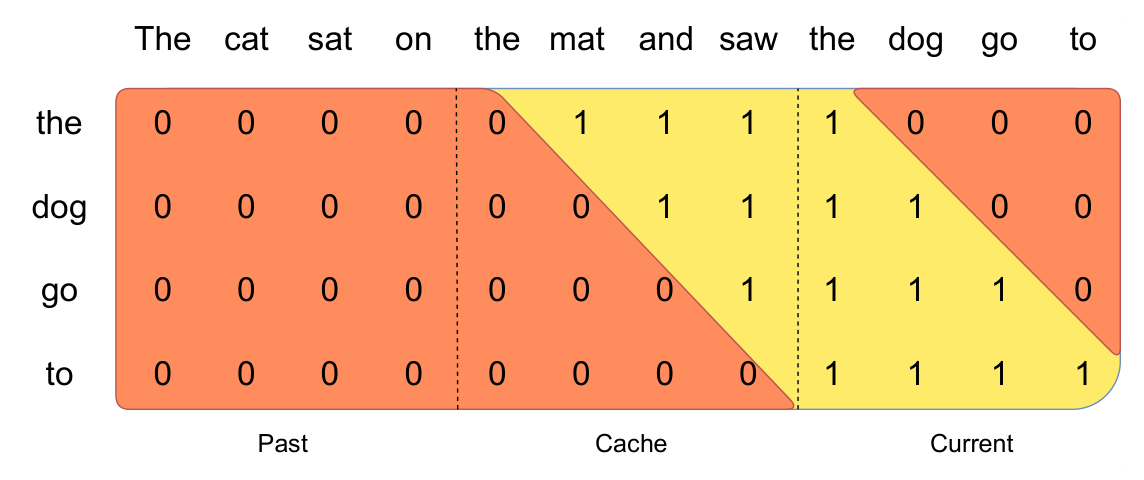 The cat sat on the mat and saw the dog go to
the 0 0 0 0 0 1 1 1 1 0 0 0
dog 0 0 0 0 0 0 1 1 1 1 0 0
go 0 0 0 0 0 0 0 1 1 1 1 0
to 0 0 0 0 0 0 0 0 1 1 1 1
Past Cache Current